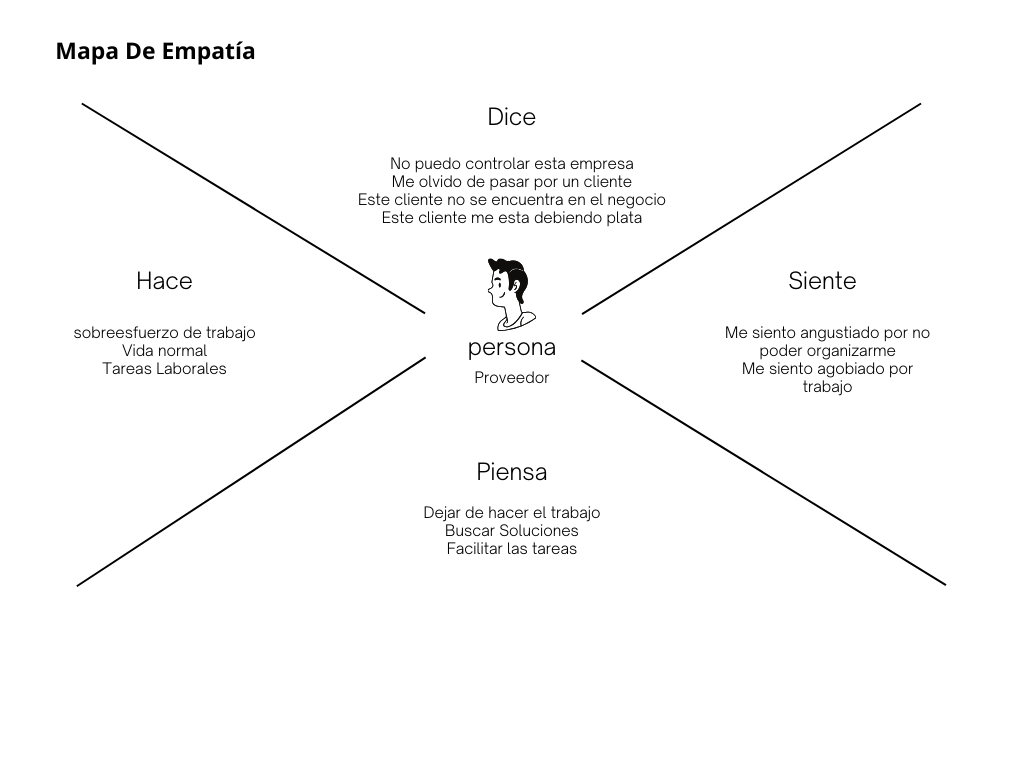 Mapa De Empatía
Dice
No puedo controlar esta empresa
Me olvido de pasar por un cliente
Este cliente no se encuentra en el negocio
Este cliente me esta debiendo plata
Hace
sobreesfuerzo de trabajo
Vida normal
Tareas Laborales
persona
Proveedor
Siente
Me siento angustiado por no
poder organizarme
Me siento agobiado por
trabajo
Piensa
Dejar de hacer el trabajo
Buscar Soluciones
Facilitar las tareas